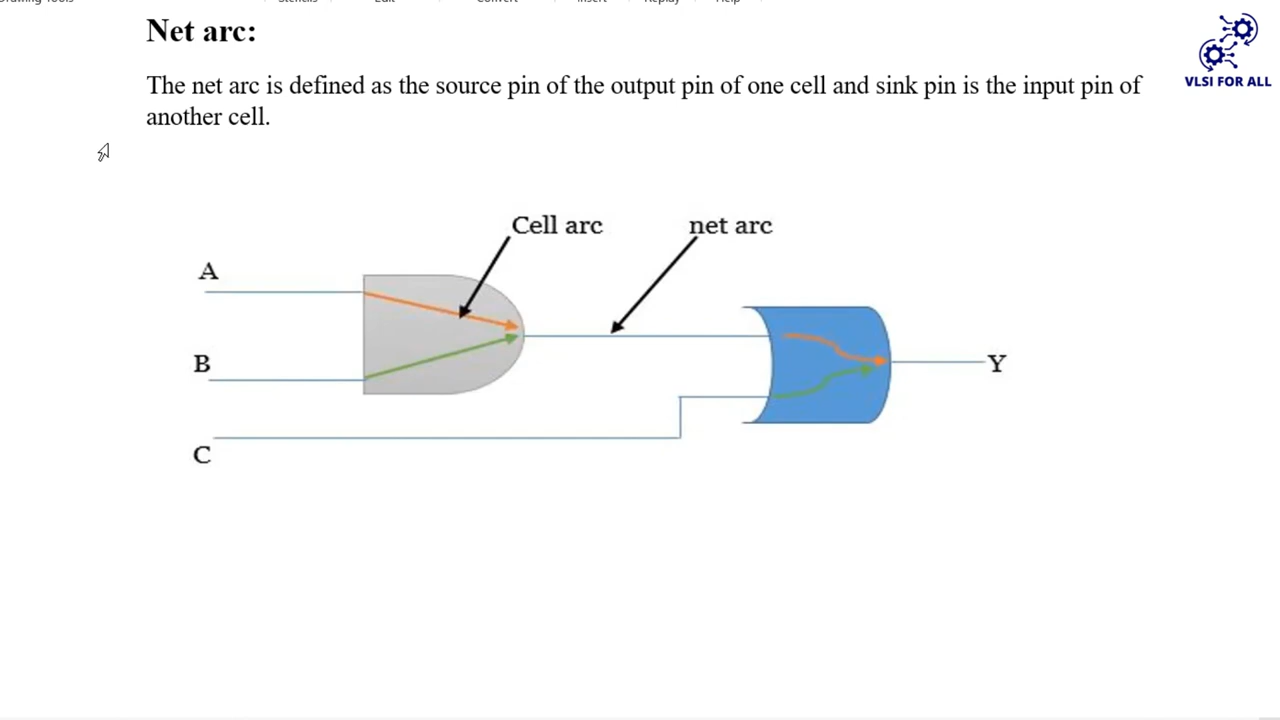 Net arc:
VLSI FOR ALL
The net arc is defined as the source pin of the output pin of one cell and sink pin is the input pin of
another cell.
Cell arc
net arc
A
B
Y
C